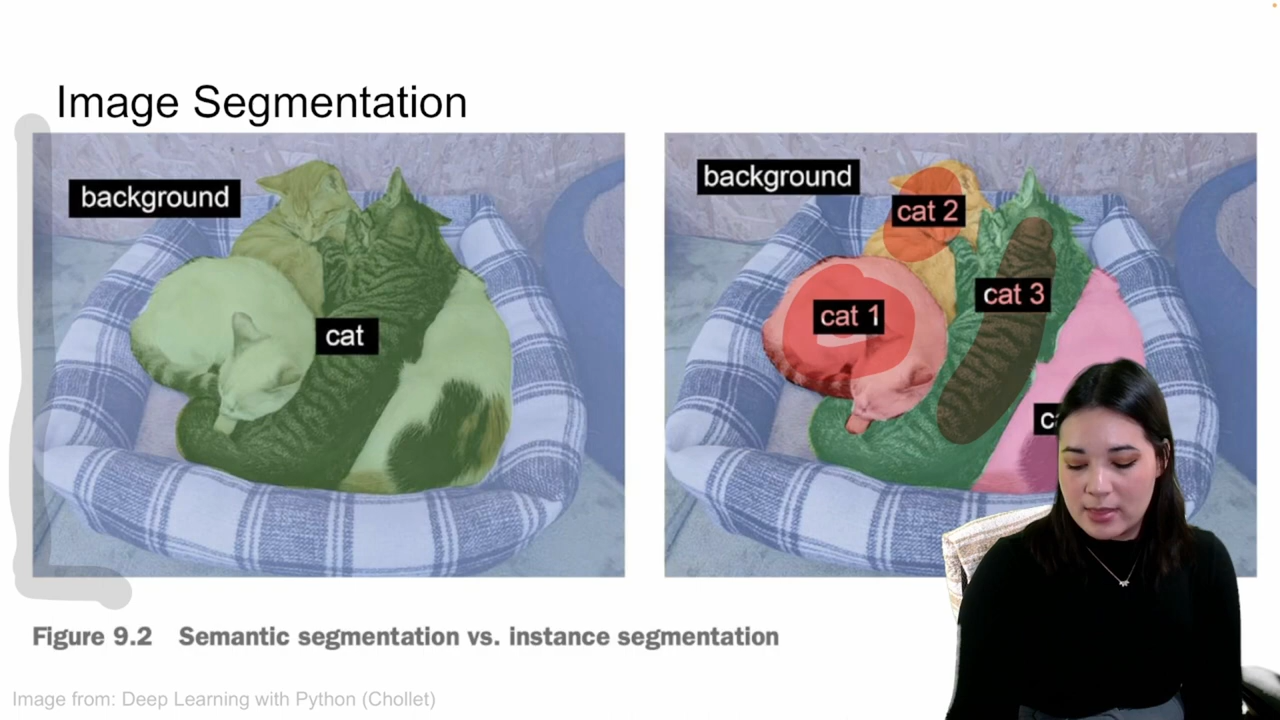 Image Segmentation
background
cat
background
cat 2
cat 3
cat 1
Figure 9.2 Semantic segmentation vs. instance segmentation
Image from: Deep Learning with Python (Chollet)